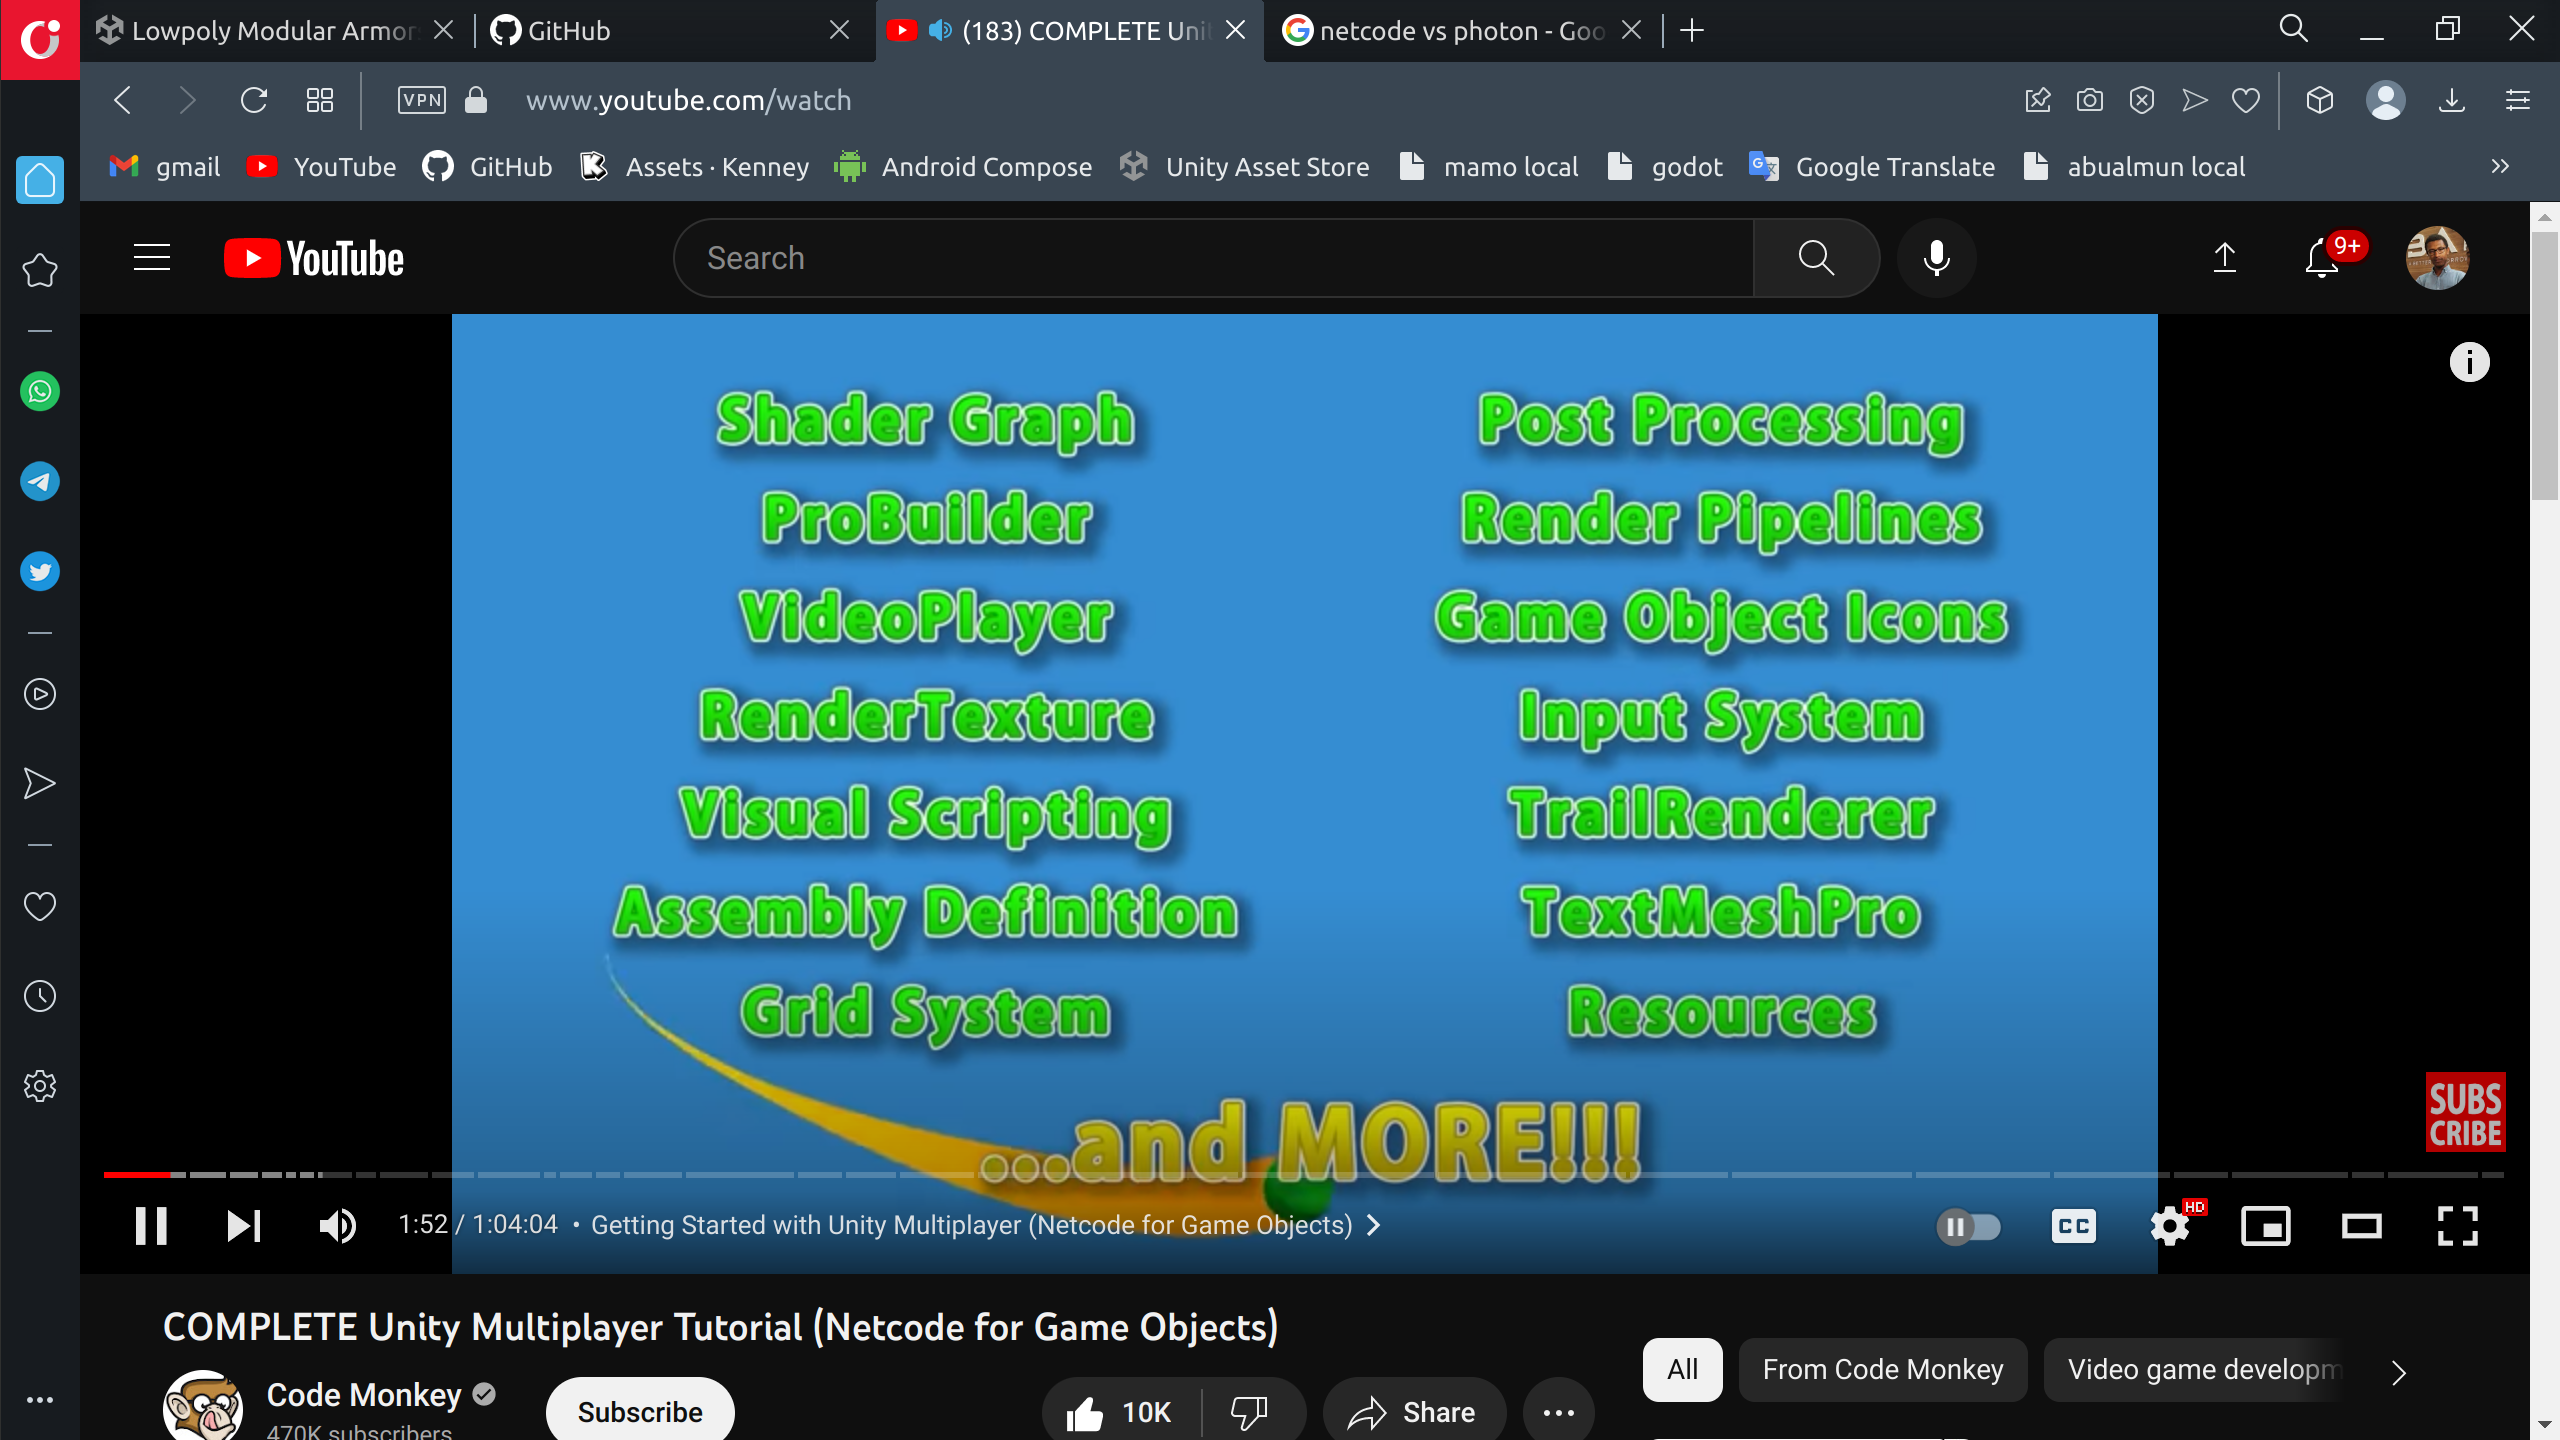 Lowpoly Modular Armor
GitHub
(183) COMPLETE Uni
netcode vs photon - Goo
VPN
www.youtube.com/watch
gmail
YouTube
GitHub
Assets · Kenney
Android Compose
Unity Asset Store
mamo local
godot
Google Translate
abualmun local
YouTube
Search
9+
Shader Graph
Post Processing
ProBuilder
Render Pipelines
VideoPlayer
Game Object Icons
RenderTexture
Input System
Visual Scripting
TrailRenderer
Assembly Definition
TextMeshPro
Grid System
Resources
...and MORE!!!
SUBS
CRIBE
1:52 / 1:04:04 • Getting Started with Unity Multiplayer (Netcode for Game Objects)
CC
HD
COMPLETE Unity Multiplayer Tutorial (Netcode for Game Objects)
All
From Code Monkey
Video game developm
Code Monkey
470K subscribers
Subscribe
10K
Share